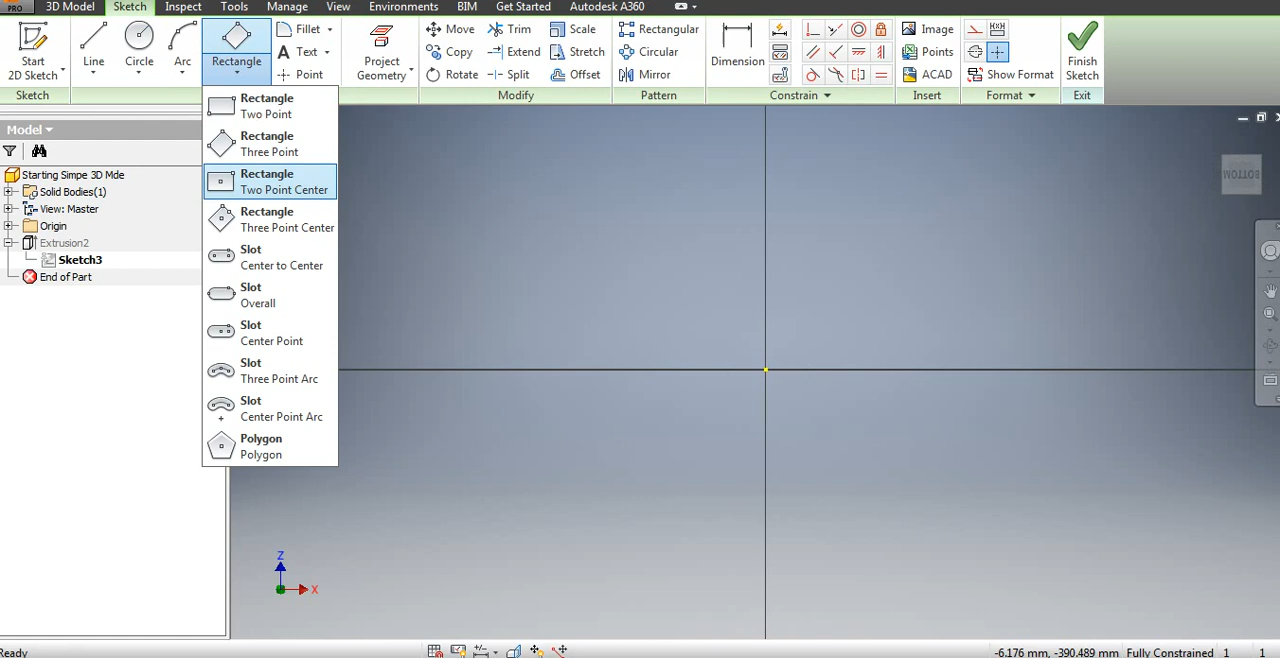 PRO 3D Model Sketch Inspect Tools Manage View Environments BIM Get Started Autodesk A360
Start
2D Sketch
Line
Circle
Arc
Rectangle
Fillet
Text
Point
Project
Geometry
Move
Copy
Rotate
Trim
Extend
Split
Scale
Stretch
Offset
Rectangular
Circular
Mirror
Dimension
Image
Points
ACAD
Show Format
Finish
Sketch
Sketch
Modify
Pattern
Constrain
Insert
Format
Exit
Model
Starting Simpe 3D Mde
Solid Bodies(1)
View: Master
Origin
Extrusion2
Sketch3
End of Part
Rectangle
Two Point
Rectangle
Three Point
Rectangle
Two Point Center
Rectangle
Three Point Center
Slot
Center to Center
Slot
Overall
Slot
Center Point
Slot
Three Point Arc
Slot
Center Point Arc
Polygon
Polygon
BOTTOM
Z
X
Ready
-6.176 mm, -390.489 mm Fully Constrained 1 1